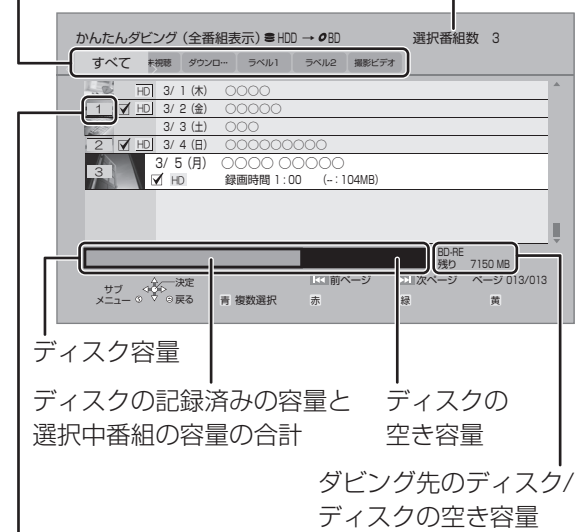 かんたんダビング (全番組表示) HDD → BD 選択番組数 3
すべて 未視聴 ダウンロ… ラベル1 ラベル2 撮影ビデオ
HD 3/ 1 (木) ○○○○
1 HD 3/ 2 (金) ○○○○○
3/ 3 (土) ○○○
2 HD 3/ 4 (日) ○○○○○○○○○
3 3/ 5 (月) ○○○○ ○○○○○
HD 録画時間 1:00 (-: 104MB)
BD-RE
残り 7150 MB
前ページ 次ページ ページ 013/013
サブ
メニュー 決定
戻る 青 複数選択 赤 緑 黄
ディスク容量
ディスクの記録済みの容量と
選択中番組の容量の合計
ディスクの
空き容量
ダビング先のディスク/
ディスクの空き容量